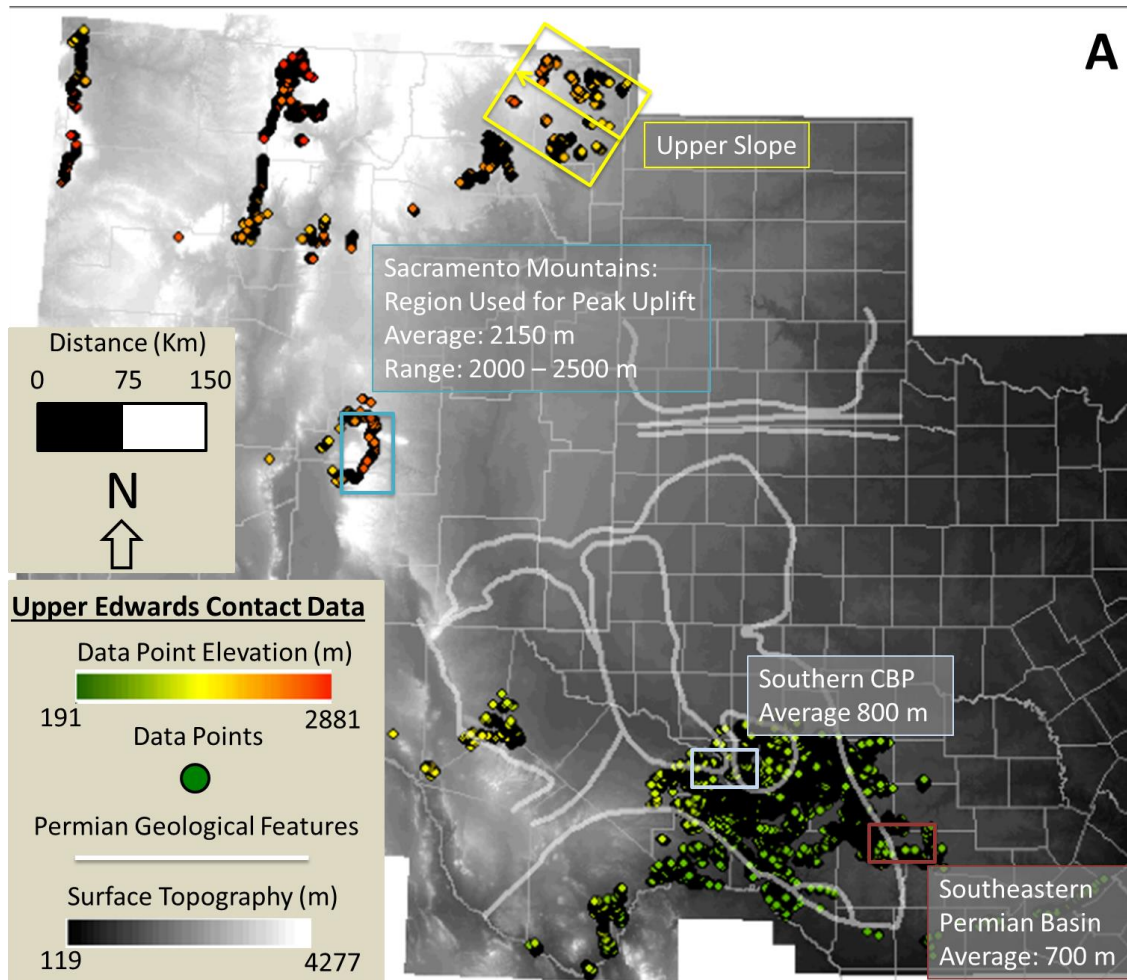 A
Upper Slope
Sacramento Mountains:
Region Used for Peak Uplift
Average: 2150 m
Range: 2000 – 2500 m
Distance (Km)
0 75 150
N
Upper Edwards Contact Data
Data Point Elevation (m)
191 2881
Data Points
Permian Geological Features
Surface Topography (m)
119 4277
Southern CBP
Average 800 m
Southeastern
Permian Basin
Average: 700 m